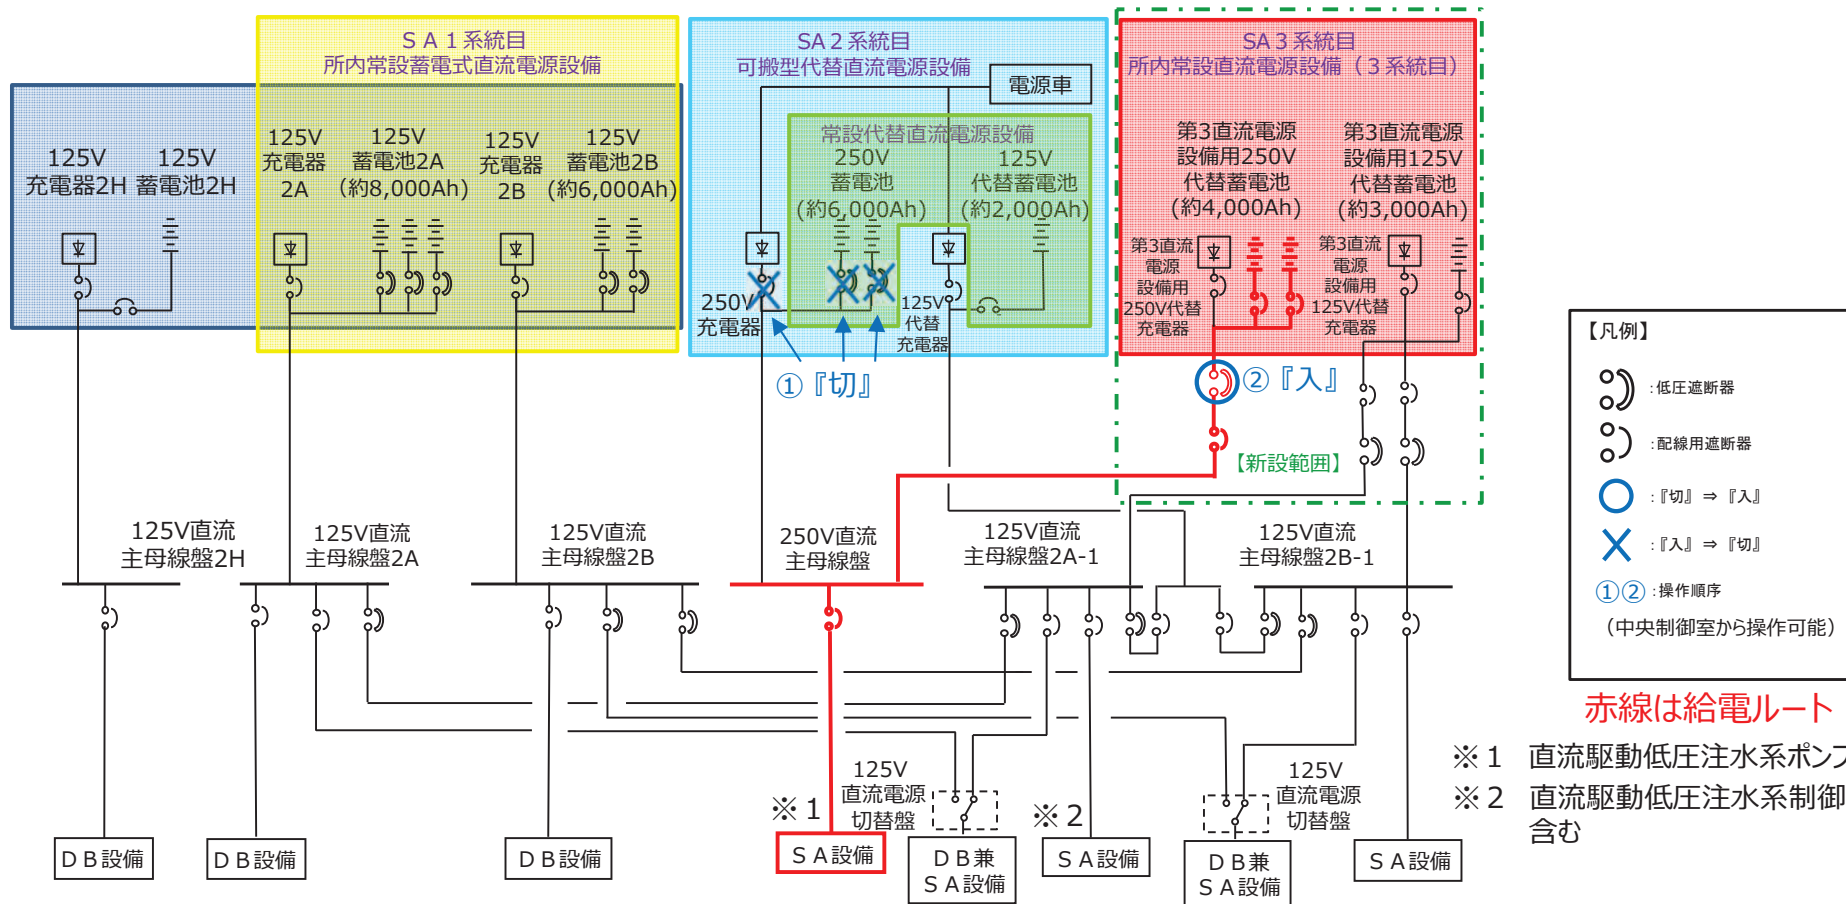 ＳＡ１系統目
所内常設蓄電式直流電源設備
SA２系統目
可搬型代替直流電源設備
SA３系統目
所内常設直流電源設備（３系統目）
電源車
常設代替直流電源設備
125V
充電器2H
125V
蓄電池2H
125V
充電器
2A
125V
蓄電池2A
(約8,000Ah)
125V
充電器
2B
125V
蓄電池2B
(約6,000Ah)
250V
蓄電池
(約6,000Ah)
125V
代替蓄電池
(約2,000Ah)
第3直流電源
設備用250V
代替蓄電池
(約4,000Ah)
第3直流電源
設備用125V
代替蓄電池
(約3,000Ah)
250V
充電器
125V
代替
充電器
第3直流
電源
設備用
250V代替
充電器
第3直流
電源
設備用
125V代替
充電器
①『切』
②『入』
【新設範囲】
125V直流
主母線盤2H
125V直流
主母線盤2A
125V直流
主母線盤2B
250V直流
主母線盤
125V直流
主母線盤2A-1
125V直流
主母線盤2B-1
【凡例】
:低圧遮断器
:配線用遮断器
:『切』⇒『入』
:『入』⇒『切』
①②:操作順序
（中央制御室から操作可能）
赤線は給電ルート
※１ 直流駆動低圧注水系ポンプ
※２ 直流駆動低圧注水系制御
含む
※１
125V
直流電源
切替盤
※２
125V
直流電源
切替盤
ＤＢ設備
ＤＢ設備
ＤＢ設備
ＳＡ設備
ＤＢ兼
ＳＡ設備
ＳＡ設備
ＤＢ兼
ＳＡ設備
ＳＡ設備